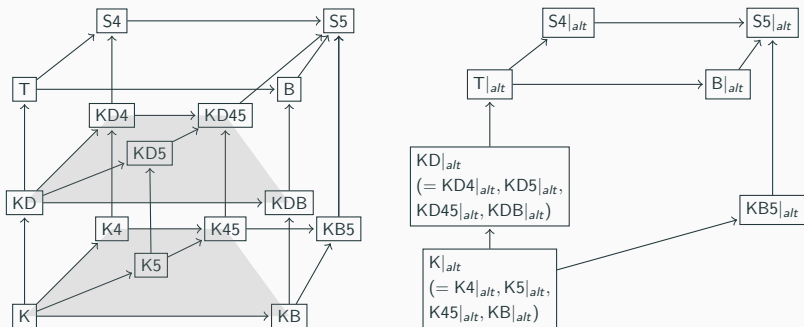 S4
S5
T
B
KD4
KD45
KD5
KD
KDB
K4
K45
KB5
K5
K
KB
S4|alt
S5|alt
T|alt
B|alt
KD|alt
(= KD4|alt, KD5|alt,
KD45|alt, KDB|alt)
KB5|alt
K|alt
(= K4|alt, K5|alt,
K45|alt, KB|alt)